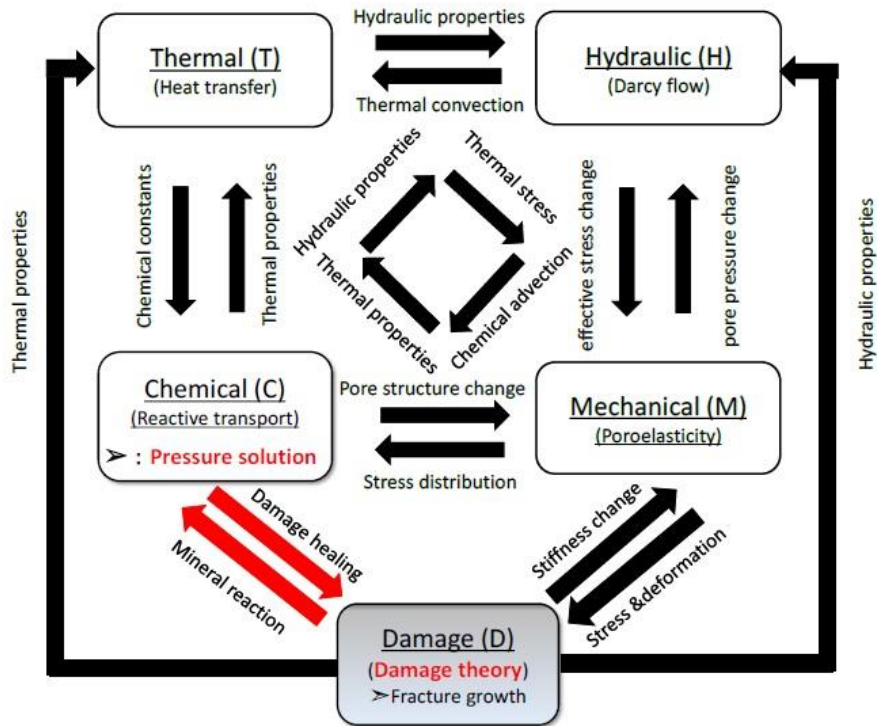 Hydraulic properties
Thermal (T)
(Heat transfer)
Hydraulic (H)
(Darcy flow)
Thermal convection
Hydraulic properties
Thermal stress
Thermal properties
Chemical advection
Thermal properties
Chemical constants
Thermal properties
effective stress change
pore pressure change
Hydraulic properties
Chemical (C)
(Reactive transport)
➢ : Pressure solution
Pore structure change
Stress distribution
Mechanical (M)
(Poroelasticity)
Damage healing
Mineral reaction
Stiffness change
Stress &deformation
Damage (D)
(Damage theory)
➢Fracture growth